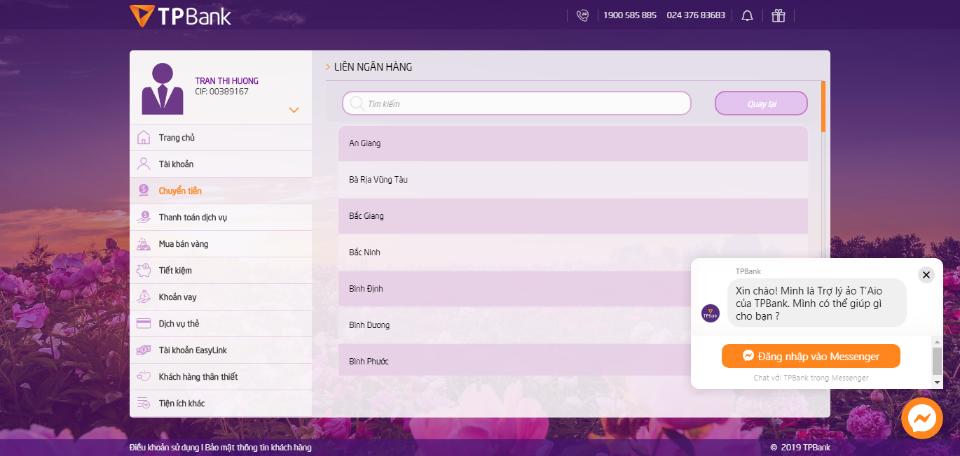 TPBank
1900 585 885 024 376 83683
TRAN THI HUONG
CIF: 00389167
Trang chủ
Tài khoản
Chuyển tiền
Thanh toán dịch vụ
Mua bán vàng
Tiết kiệm
Khoản vay
Dịch vụ thẻ
Tài khoản EasyLink
Khách hàng thân thiết
Tiện ích khác
LIÊN NGÂN HÀNG
Tìm kiếm
Quay lại
An Giang
Bà Rịa Vũng Tàu
Bắc Giang
Bắc Ninh
Bình Định
Bình Dương
Bình Phước
TPBank
Xin chào! Mình là Trợ lý ảo T'Aio
của TPBank. Mình có thể giúp gì
cho bạn ?
TPBank
Đăng nhập vào Messenger
Chat với TPBank trong Messenger
Điều khoản sử dụng | Bảo mật thông tin khách hàng
© 2019 TPBank